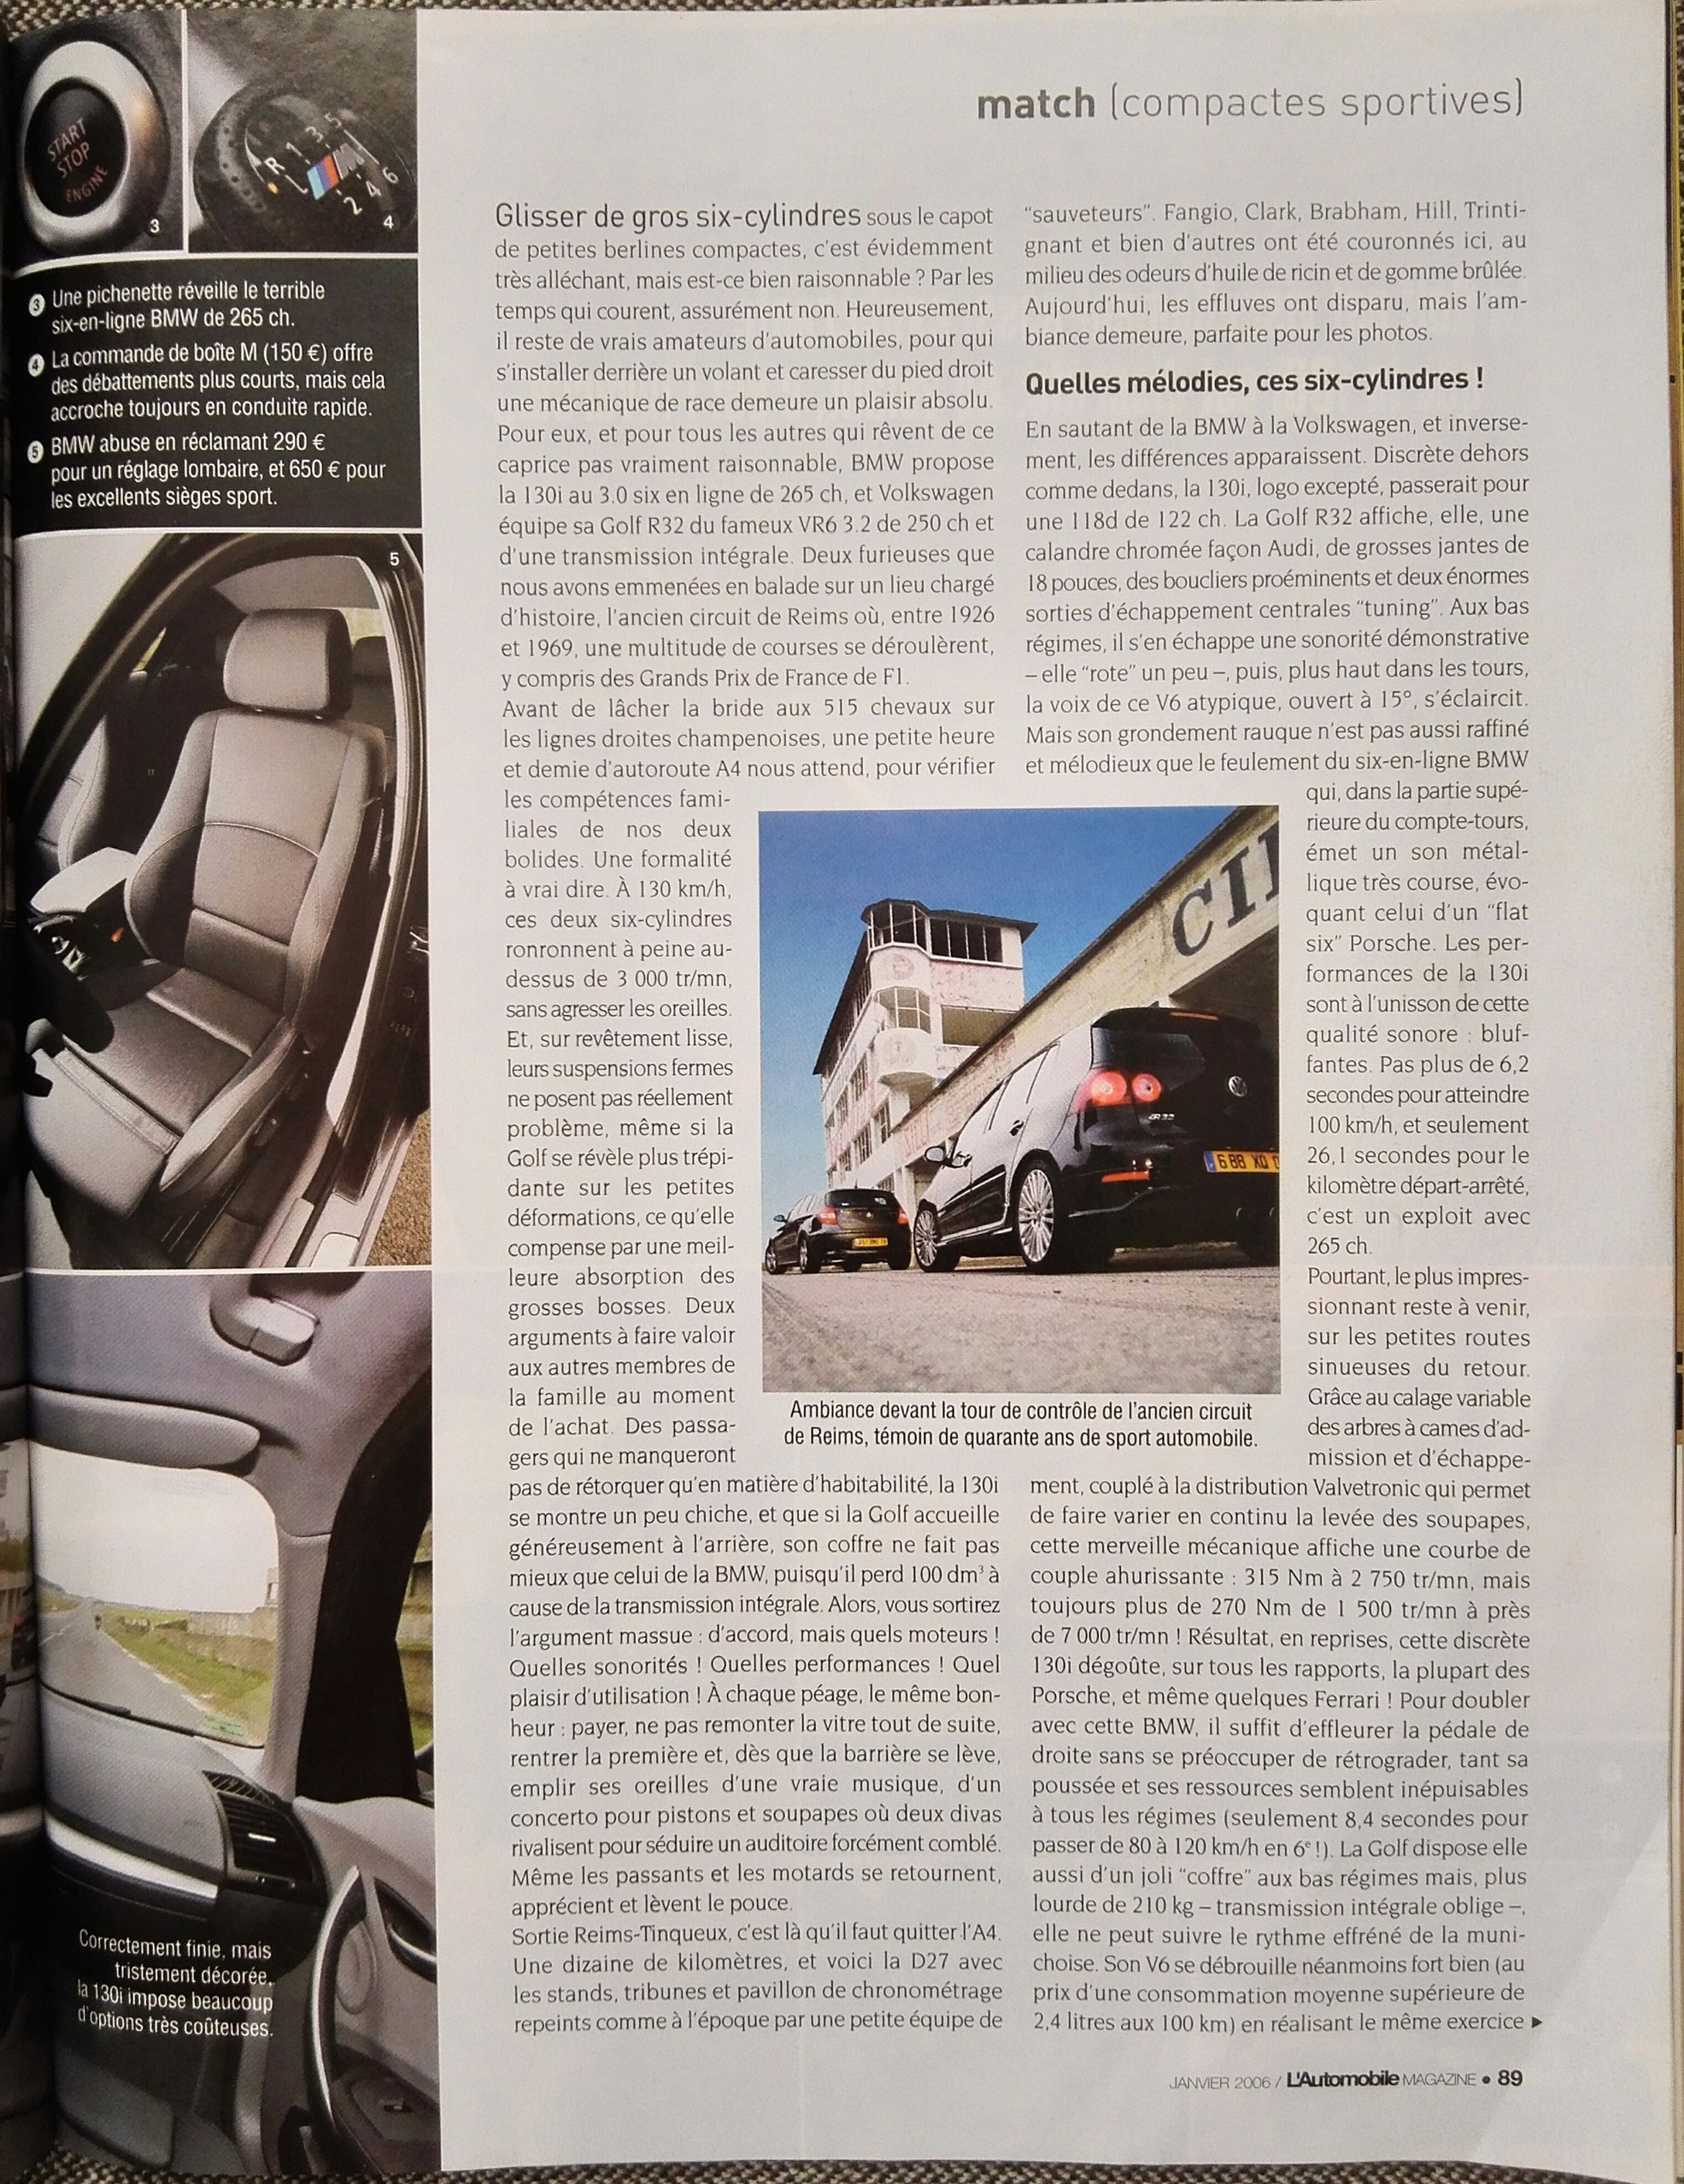 START
STOP
ENGINE
3
R 1 3 5
M
2 4 6
4
3 Une pichenette réveille le terrible
six-en-ligne BMW de 265 ch.
4 La commande de boîte M (150 €) offre
des débattements plus courts, mais cela
accroche toujours en conduite rapide.
5 BMW abuse en réclamant 290 €
pour un réglage lombaire, et 650 € pour
les excellents sièges sport.
5
Correctement finie, mais
tristement décorée,
la 130i impose beaucoup
d'options très coûteuses.
match (compactes sportives)
Glisser de gros six-cylindres sous le capot
de petites berlines compactes, c'est évidemment
très alléchant, mais est-ce bien raisonnable ? Par les
temps qui courent, assurément non. Heureusement,
il reste de vrais amateurs d'automobiles, pour qui
s'installer derrière un volant et caresser du pied droit
une mécanique de race demeure un plaisir absolu.
Pour eux, et pour tous les autres qui rêvent de ce
caprice pas vraiment raisonnable, BMW propose
la 130i au 3.0 six en ligne de 265 ch, et Volkswagen
équipe sa Golf R32 du fameux VR6 3.2 de 250 ch et
d'une transmission intégrale. Deux furieuses que
nous avons emmenées en balade sur un lieu chargé
d'histoire, l'ancien circuit de Reims où, entre 1926
et 1969, une multitude de courses se déroulèrent,
y compris des Grands Prix de France de F1.
Avant de lâcher la bride aux 515 chevaux sur
les lignes droites champenoises, une petite heure
et demie d'autoroute A4 nous attend, pour vérifier
les compétences fami-
liales de nos deux
bolides. Une formalité
à vrai dire. À 130 km/h,
ces deux six-cylindres
ronronnent à peine au-
dessus de 3 000 tr/mn,
sans agresser les oreilles.
Et, sur revêtement lisse,
leurs suspensions fermes
ne posent pas réellement
problème, même si la
Golf se révèle plus trépi-
dante sur les petites
déformations, ce qu'elle
compense par une meil-
leure absorption des
grosses bosses. Deux
arguments à faire valoir
aux autres membres de
la famille au moment
de l'achat. Des passa-
gers qui ne manqueront
pas de rétorquer qu'en matière d'habitabilité, la 130i
se montre un peu chiche, et que si la Golf accueille
généreusement à l'arrière, son coffre ne fait pas
mieux que celui de la BMW, puisqu'il perd 100 dm³ à
cause de la transmission intégrale. Alors, vous sortirez
l'argument massue : d'accord, mais quels moteurs !
Quelles sonorités ! Quelles performances ! Quel
plaisir d'utilisation ! À chaque péage, le même bon-
heur : payer, ne pas remonter la vitre tout de suite,
rentrer la première et, dès que la barrière se lève,
emplir ses oreilles d'une vraie musique, d'un
concerto pour pistons et soupapes où deux divas
rivalisent pour séduire un auditoire forcément comblé.
Même les passants et les motards se retournent,
apprécient et lèvent le pouce.
Sortie Reims-Tinqueux, c'est là qu'il faut quitter l'A4.
Une dizaine de kilomètres, et voici la D27 avec
les stands, tribunes et pavillon de chronométrage
repeints comme à l'époque par une petite équipe de
"sauveteurs". Fangio, Clark, Brabham, Hill, Trinti-
gnant et bien d'autres ont été couronnés ici, au
milieu des odeurs d'huile de ricin et de gomme brûlée.
Aujourd'hui, les effluves ont disparu, mais l'am-
biance demeure, parfaite pour les photos.
Quelles mélodies, ces six-cylindres !
En sautant de la BMW à la Volkswagen, et inverse-
ment, les différences apparaissent. Discrète dehors
comme dedans, la 130i, logo excepté, passerait pour
une 118d de 122 ch. La Golf R32 affiche, elle, une
calandre chromée façon Audi, de grosses jantes de
18 pouces, des boucliers proéminents et deux énormes
sorties d'échappement centrales "tuning". Aux bas
régimes, il s'en échappe une sonorité démonstrative
– elle "rote" un peu –, puis, plus haut dans les tours,
la voix de ce V6 atypique, ouvert à 15°, s'éclaircit.
Mais son grondement rauque n'est pas aussi raffiné
et mélodieux que le feulement du six-en-ligne BMW
qui, dans la partie supé-
rieure du compte-tours,
émet un son métal-
lique très course, évo-
quant celui d'un "flat
six" Porsche. Les per-
formances de la 130i
sont à l'unisson de cette
qualité sonore : bluf-
fantes. Pas plus de 6,2
secondes pour atteindre
100 km/h, et seulement
26,1 secondes pour le
kilomètre départ-arrêté,
c'est un exploit avec
265 ch.
Pourtant, le plus impres-
sionnant reste à venir,
sur les petites routes
sinueuses du retour.
Grâce au calage variable
des arbres à cames d'ad-
mission et d'échappe-
ment, couplé à la distribution Valvetronic qui permet
de faire varier en continu la levée des soupapes,
cette merveille mécanique affiche une courbe de
couple ahurissante : 315 Nm à 2 750 tr/mn, mais
toujours plus de 270 Nm de 1 500 tr/mn à près
de 7 000 tr/mn ! Résultat, en reprises, cette discrète
130i dégoûte, sur tous les rapports, la plupart des
Porsche, et même quelques Ferrari ! Pour doubler
avec cette BMW, il suffit d'effleurer la pédale de
droite sans se préoccuper de rétrograder, tant sa
poussée et ses ressources semblent inépuisables
à tous les régimes (seulement 8,4 secondes pour
passer de 80 à 120 km/h en 6e !). La Golf dispose elle
aussi d'un joli "coffre" aux bas régimes mais, plus
lourde de 210 kg – transmission intégrale oblige –,
elle ne peut suivre le rythme effréné de la muni-
choise. Son V6 se débrouille néanmoins fort bien (au
prix d'une consommation moyenne supérieure de
2,4 litres aux 100 km) en réalisant le même exercice ►
CI
R32
688 XQ
Ambiance devant la tour de contrôle de l'ancien circuit
de Reims, témoin de quarante ans de sport automobile.
JANVIER 2006 / L'Automobile MAGAZINE • 89